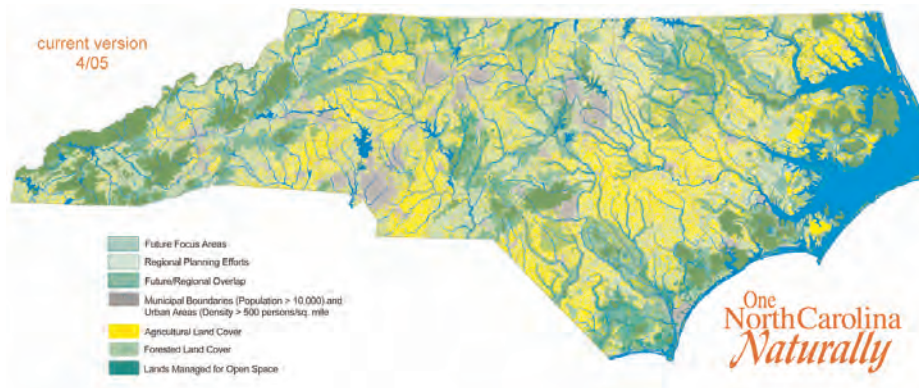 current version
4/05
Future Focus Areas
Regional Planning Efforts
Future/Regional Overlap
Municipal Boundaries (Population > 10,000) and
Urban Areas (Density > 500 persons/sq. mile
Agricultural Land Cover
Forested Land Cover
Lands Managed for Open Space
One
North Carolina
Naturally